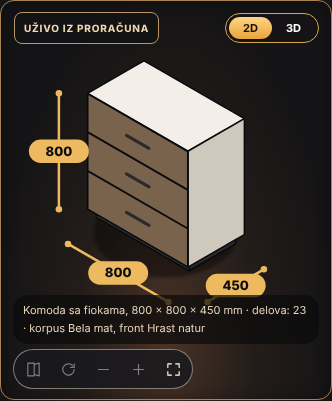 UŽIVO IZ PRORAČUNA
2D 3D
800
800
450
Komoda sa fiokama, 800 × 800 × 450 mm · delova: 23
· korpus Bela mat, front Hrast natur